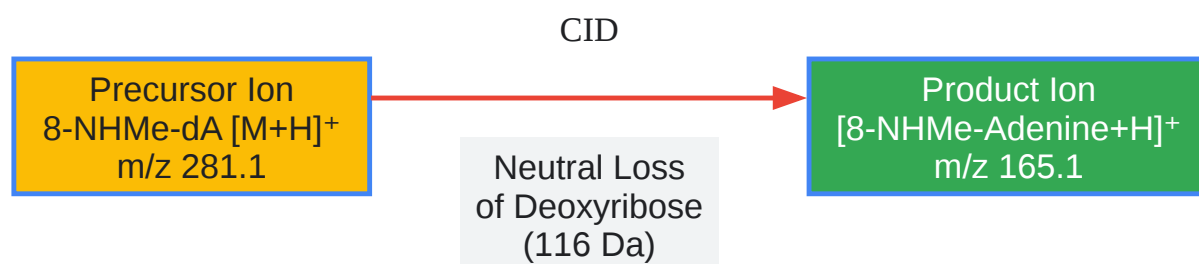 CID
Precursor Ion
8-NHMe-dA [M+H]⁺
m/z 281.1
Neutral Loss
of Deoxyribose
(116 Da)
Product Ion
[8-NHMe-Adenine+H]⁺
m/z 165.1